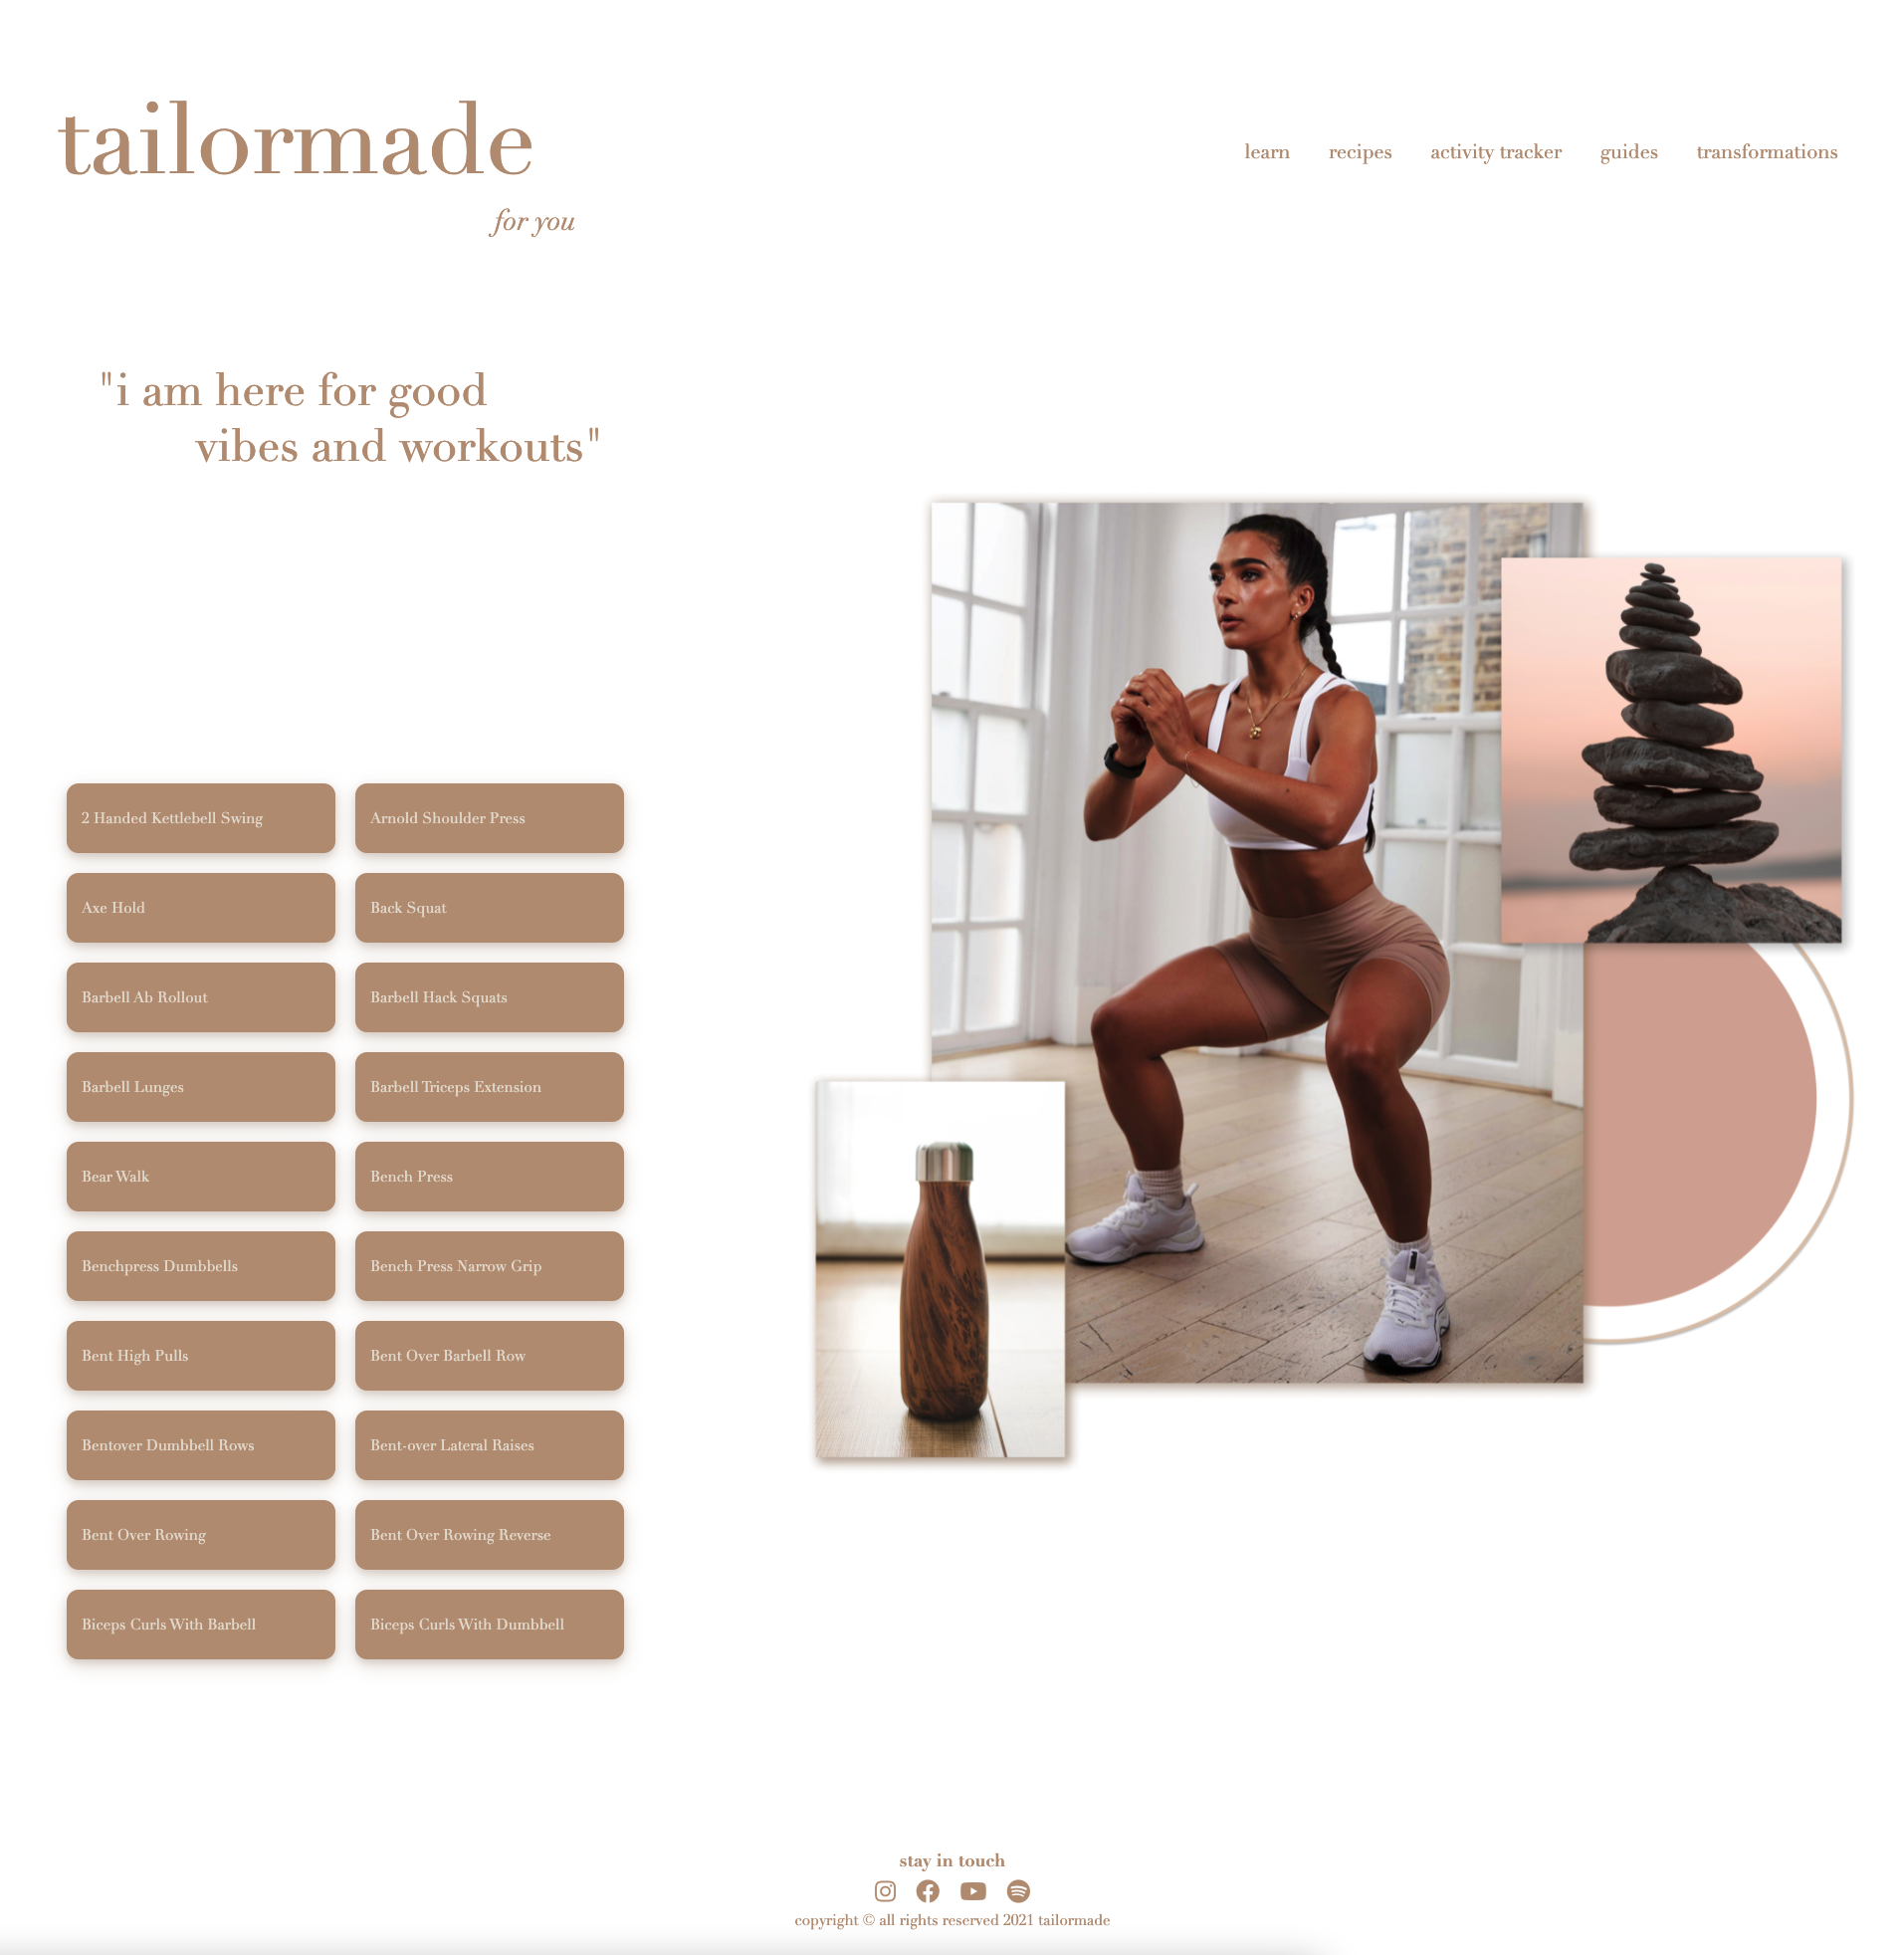 tailormade
for you
learn recipes activity tracker guides transformations
"i am here for good
vibes and workouts"
2 Handed Kettlebell Swing
Arnold Shoulder Press
Axe Hold
Back Squat
Barbell Ab Rollout
Barbell Hack Squats
Barbell Lunges
Barbell Triceps Extension
Bear Walk
Bench Press
Benchpress Dumbbells
Bench Press Narrow Grip
Bent High Pulls
Bent Over Barbell Row
Bentover Dumbbell Rows
Bent-over Lateral Raises
Bent Over Rowing
Bent Over Rowing Reverse
Biceps Curls With Barbell
Biceps Curls With Dumbbell
stay in touch
copyright © all rights reserved 2021 tailormade